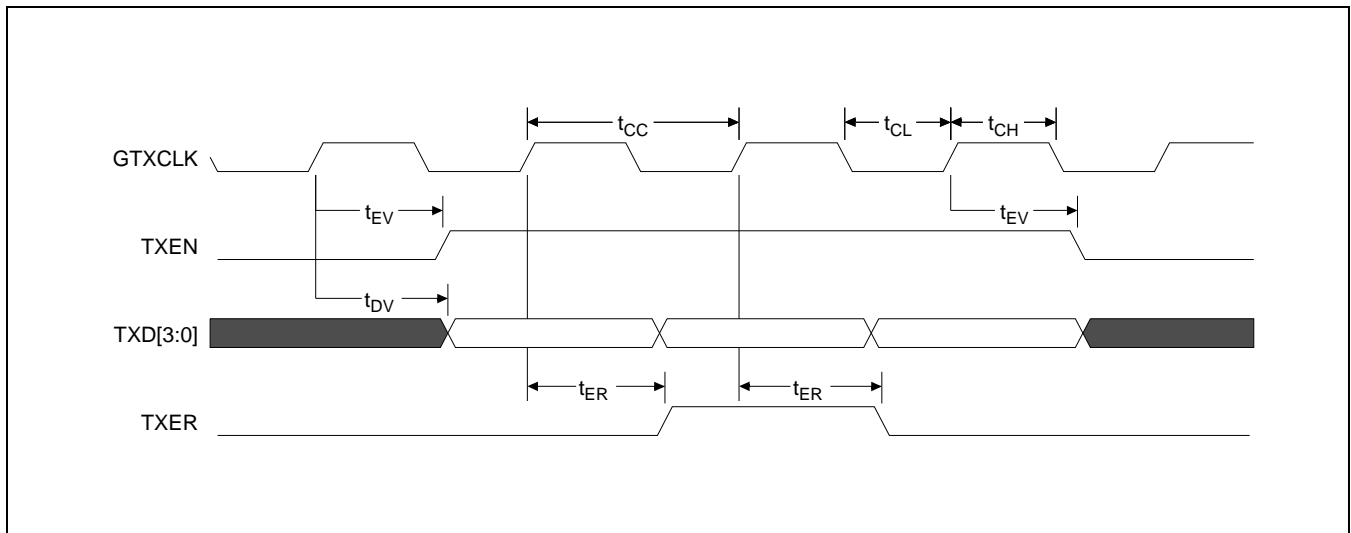 tCC
tCL
tCH
GTXCLK
tEV
tEV
TXEN
tDV
TXD[3:0]
tER
tER
TXER